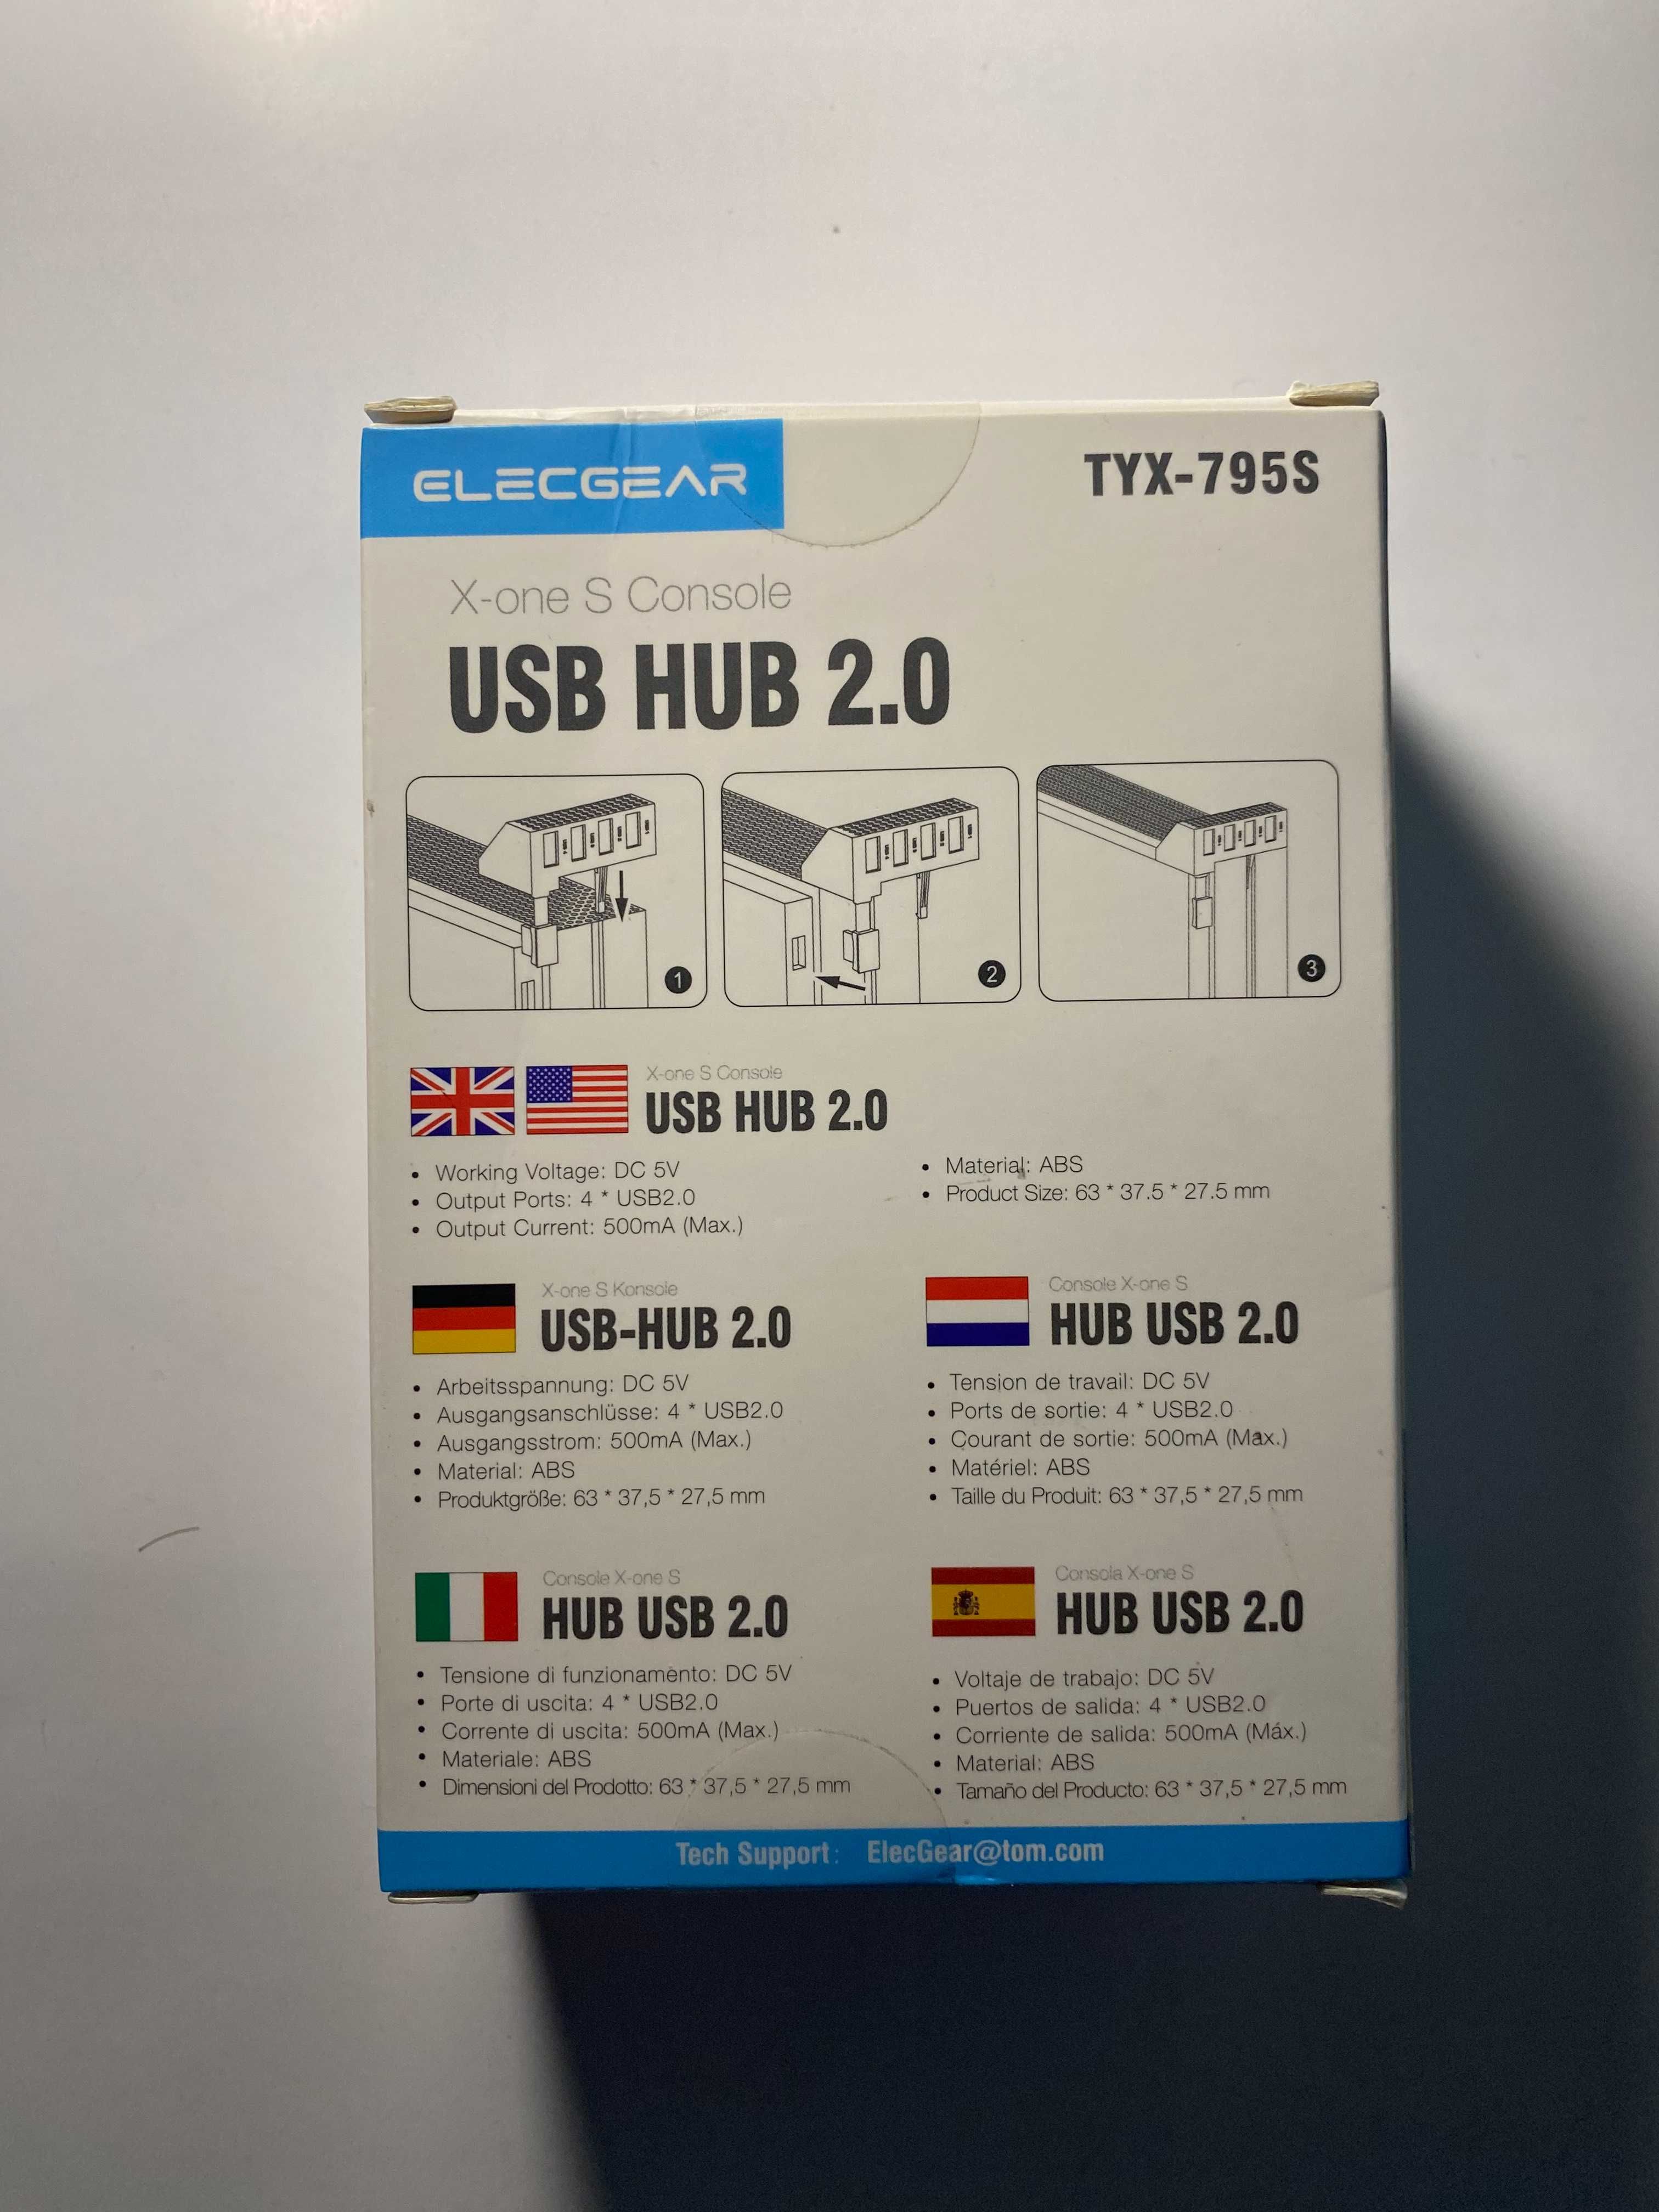 ELECGEAR
TYX-795S
X-one S Console
USB HUB 2.0
1
2
3
X-one S Console
USB HUB 2.0
• Working Voltage: DC 5V
• Output Ports: 4 * USB2.0
• Output Current: 500mA (Max.)
• Material: ABS
• Product Size: 63 * 37.5 * 27.5 mm
X-one S Konsole
USB-HUB 2.0
• Arbeitsspannung: DC 5V
• Ausgangsanschlüsse: 4 * USB2.0
• Ausgangsstrom: 500mA (Max.)
• Material: ABS
• Produktgröße: 63 * 37,5 * 27,5 mm
Console X-one S
HUB USB 2.0
• Tension de travail: DC 5V
• Ports de sortie: 4 * USB2.0
• Courant de sortie: 500mA (Max.)
• Matériel: ABS
• Taille du Produit: 63 * 37,5 * 27,5 mm
Console X-one S
HUB USB 2.0
• Tensione di funzionamento: DC 5V
• Porte di uscita: 4 * USB2.0
• Corrente di uscita: 500mA (Max.)
• Materiale: ABS
• Dimensioni del Prodotto: 63 * 37,5 * 27,5 mm
Consola X-one S
HUB USB 2.0
• Voltaje de trabajo: DC 5V
• Puertos de salida: 4 * USB2.0
• Corriente de salida: 500mA (Máx.)
• Material: ABS
• Tamaño del Producto: 63 * 37,5 * 27,5 mm
Tech Support: ElecGear@tom.com